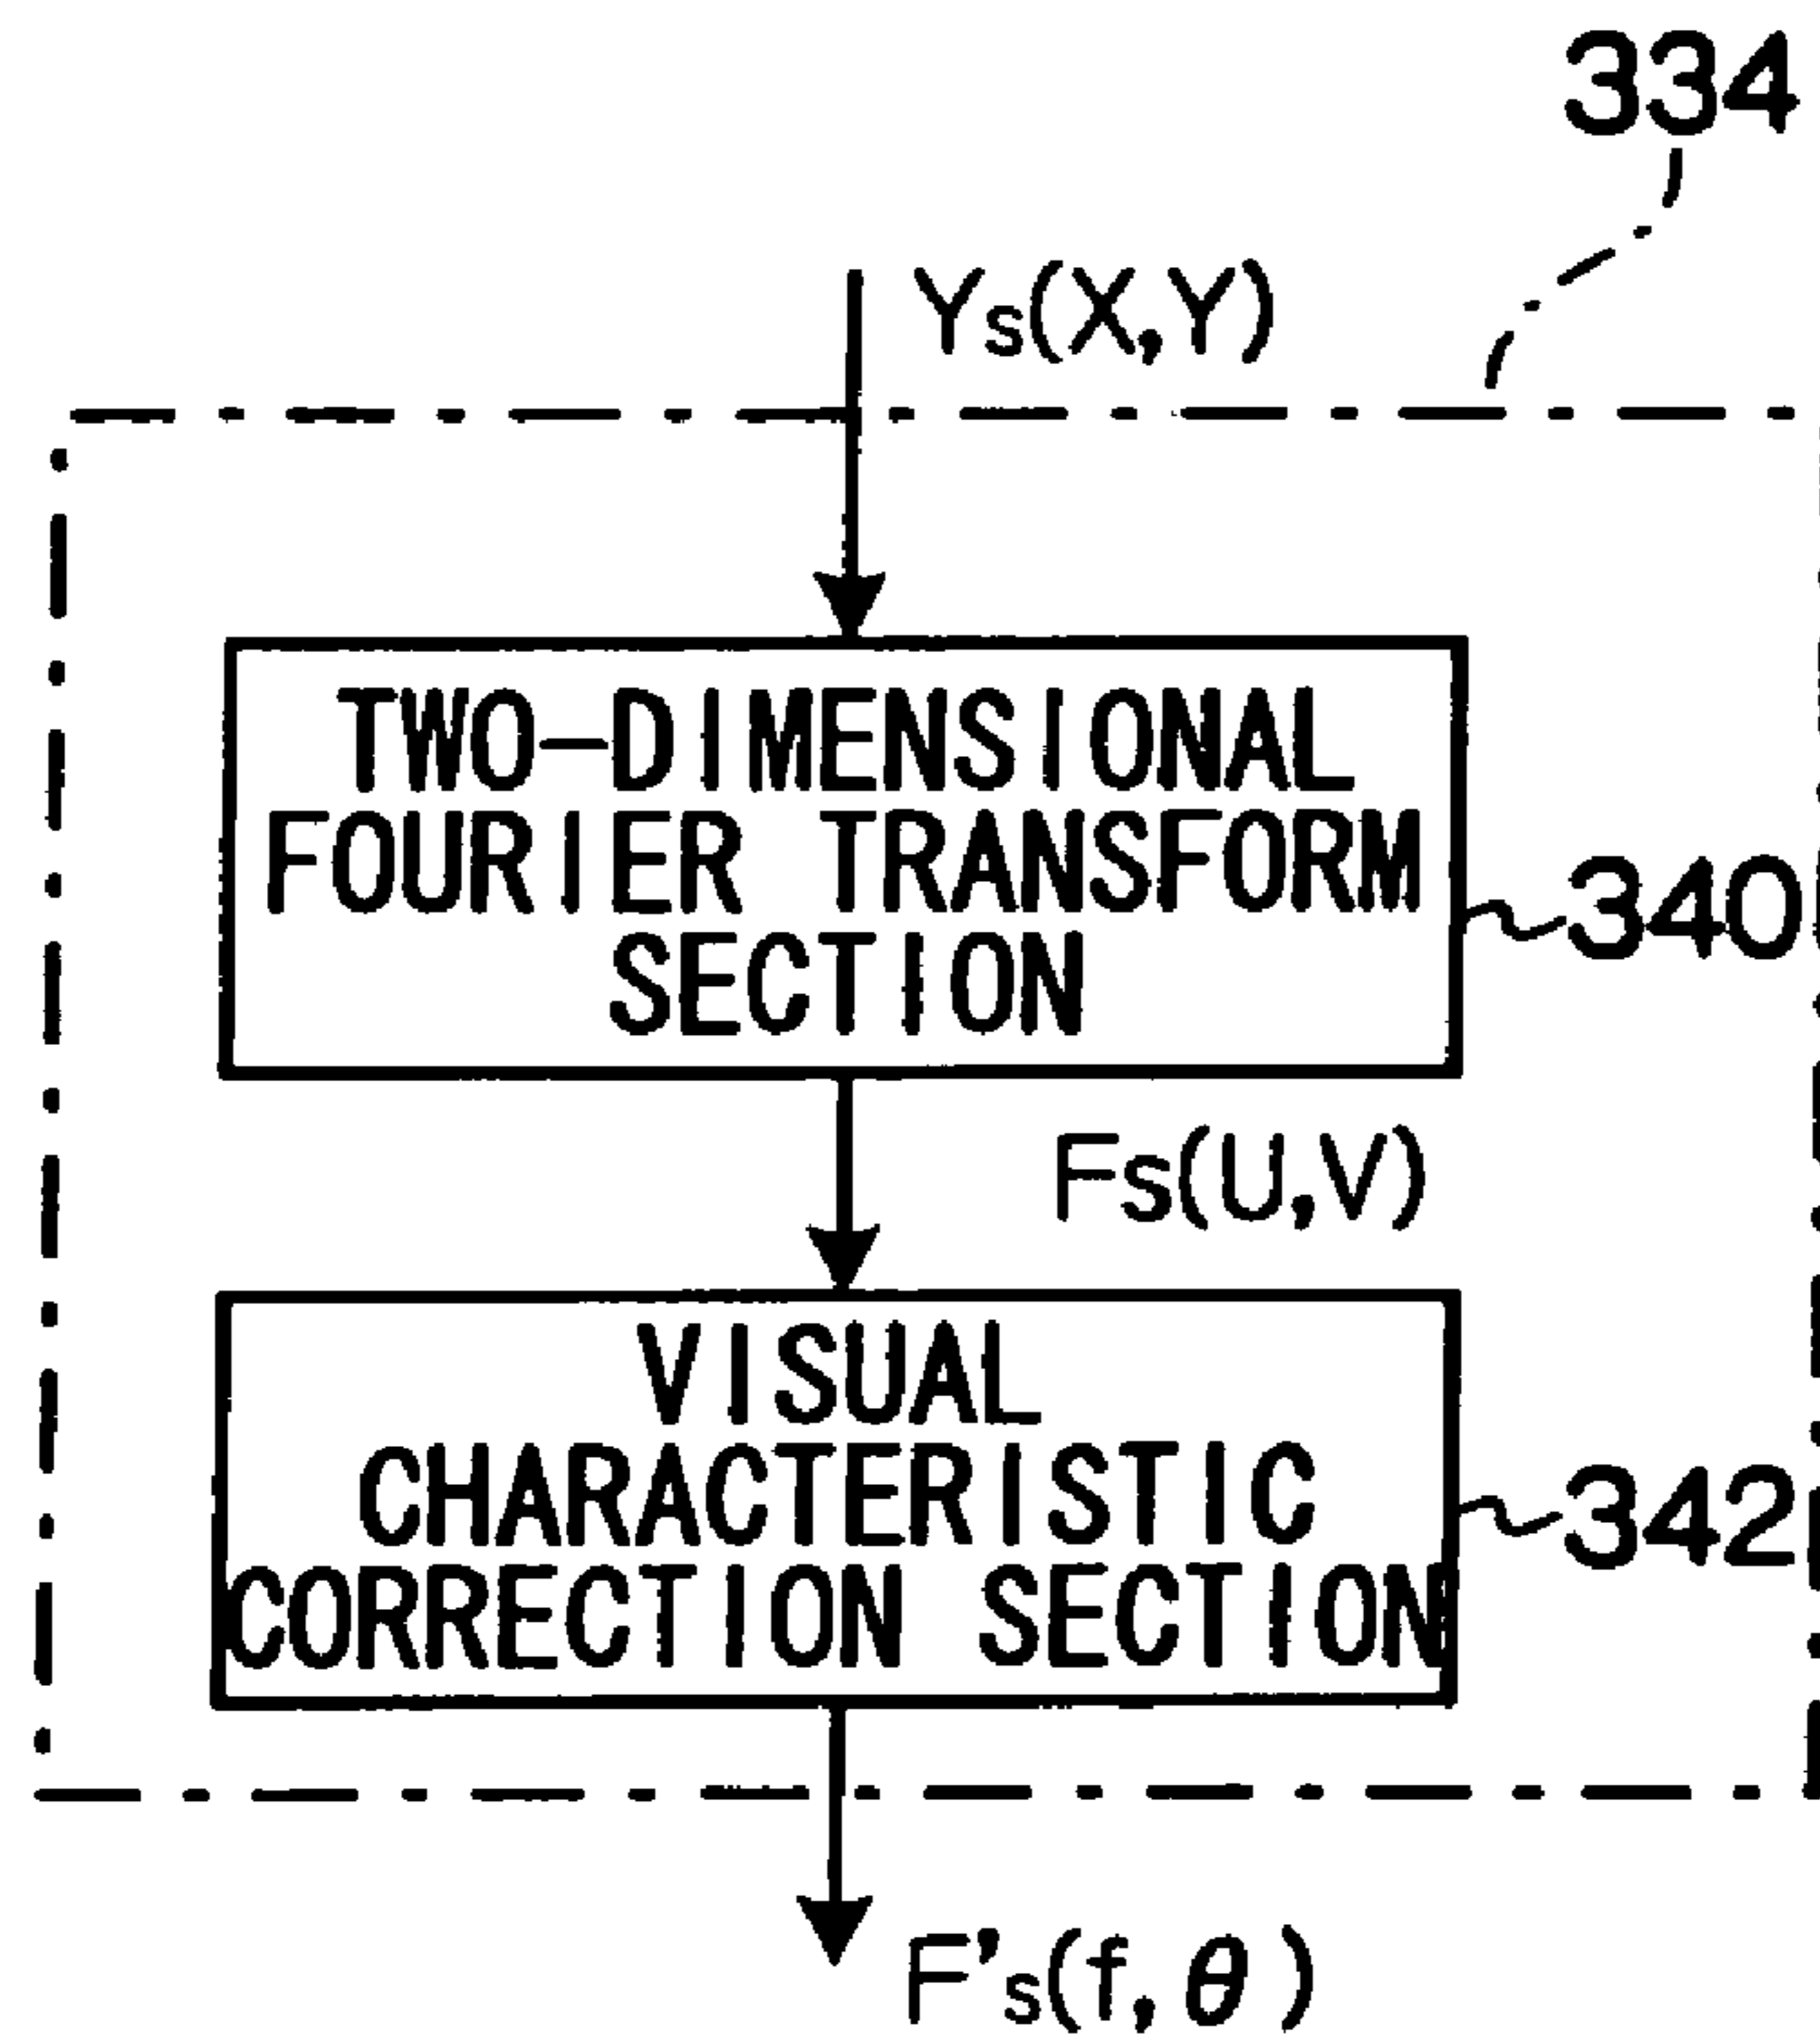 334
Ys(X,Y)
TWO-DIMENSIONAL
FOURIER TRANSFORM
SECTION
340
Fs(U,V)
VISUAL
CHARACTERISTIC
CORRECTION SECTION
342
F's(f,θ)